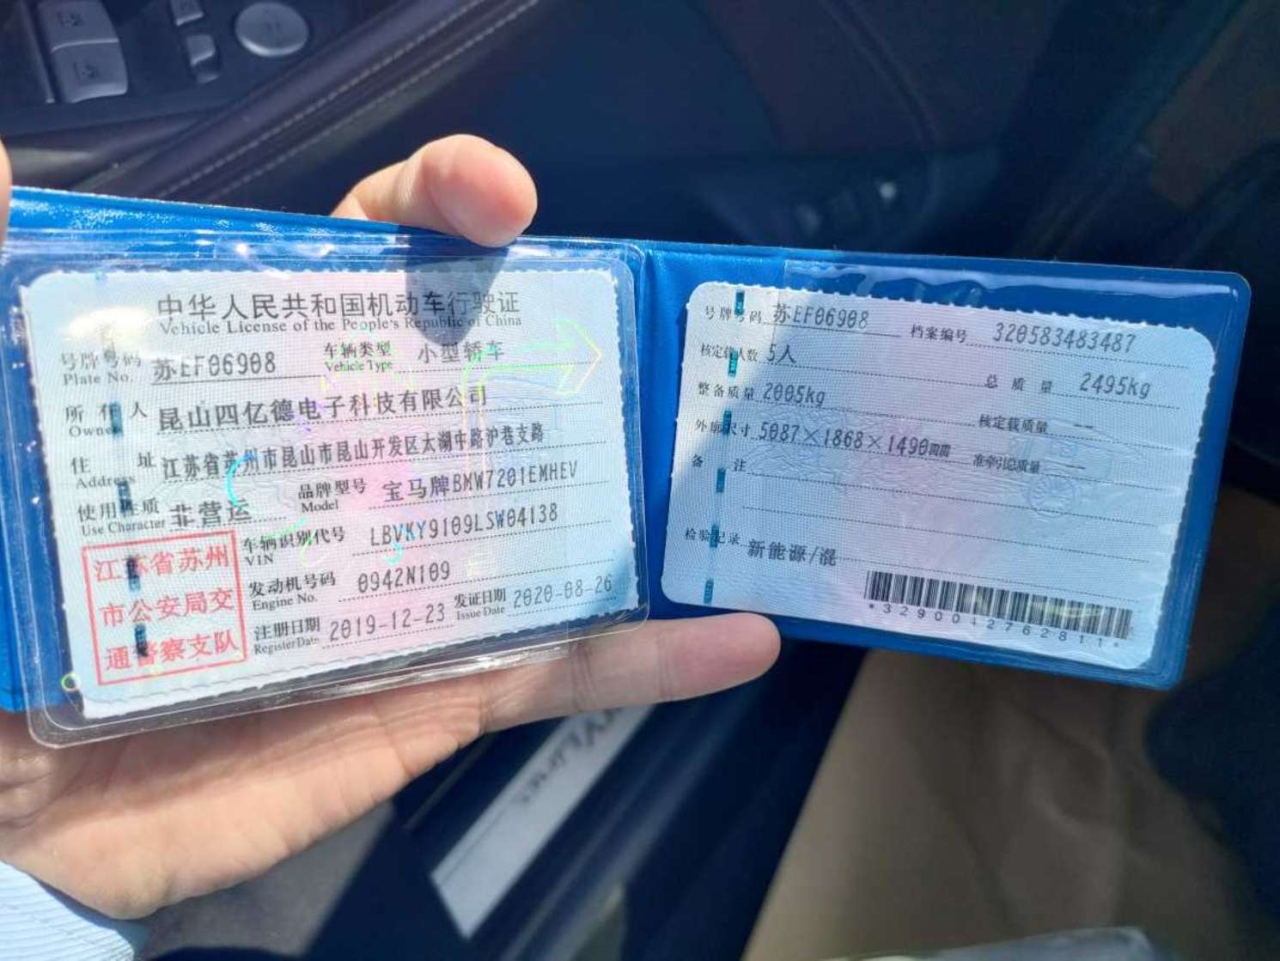 中华人民共和国机动车行驶证
Vehicle License of the People's Republic of China
号牌号码 苏EF06908 车辆类型 小型轿车
Plate No. Vehicle Type
所有人 昆山四亿德电子科技有限公司
Owner
住址 江苏省苏州市昆山市昆山开发区太湖中路沪巷支路
Address
使用性质 非营运 品牌型号 宝马牌BMW7201EMHEV
Use Character Model
车辆识别代号 LBVKY9109LSW04138
VIN
发动机号码 0942N109
Engine No.
注册日期 2019-12-23 发证日期 2020-08-26
Register Date Issue Date
江苏省苏州
市公安局交
通警察支队
号牌号码 苏EF06908 档案编号 320583483487
核定载人数 5人 总质量 2495kg
整备质量 2005kg 核定载质量 --
外廓尺寸 5087×1868×1490mm 准牵引总质量 --
备注
检验记录 新能源/混
*3290012762811*